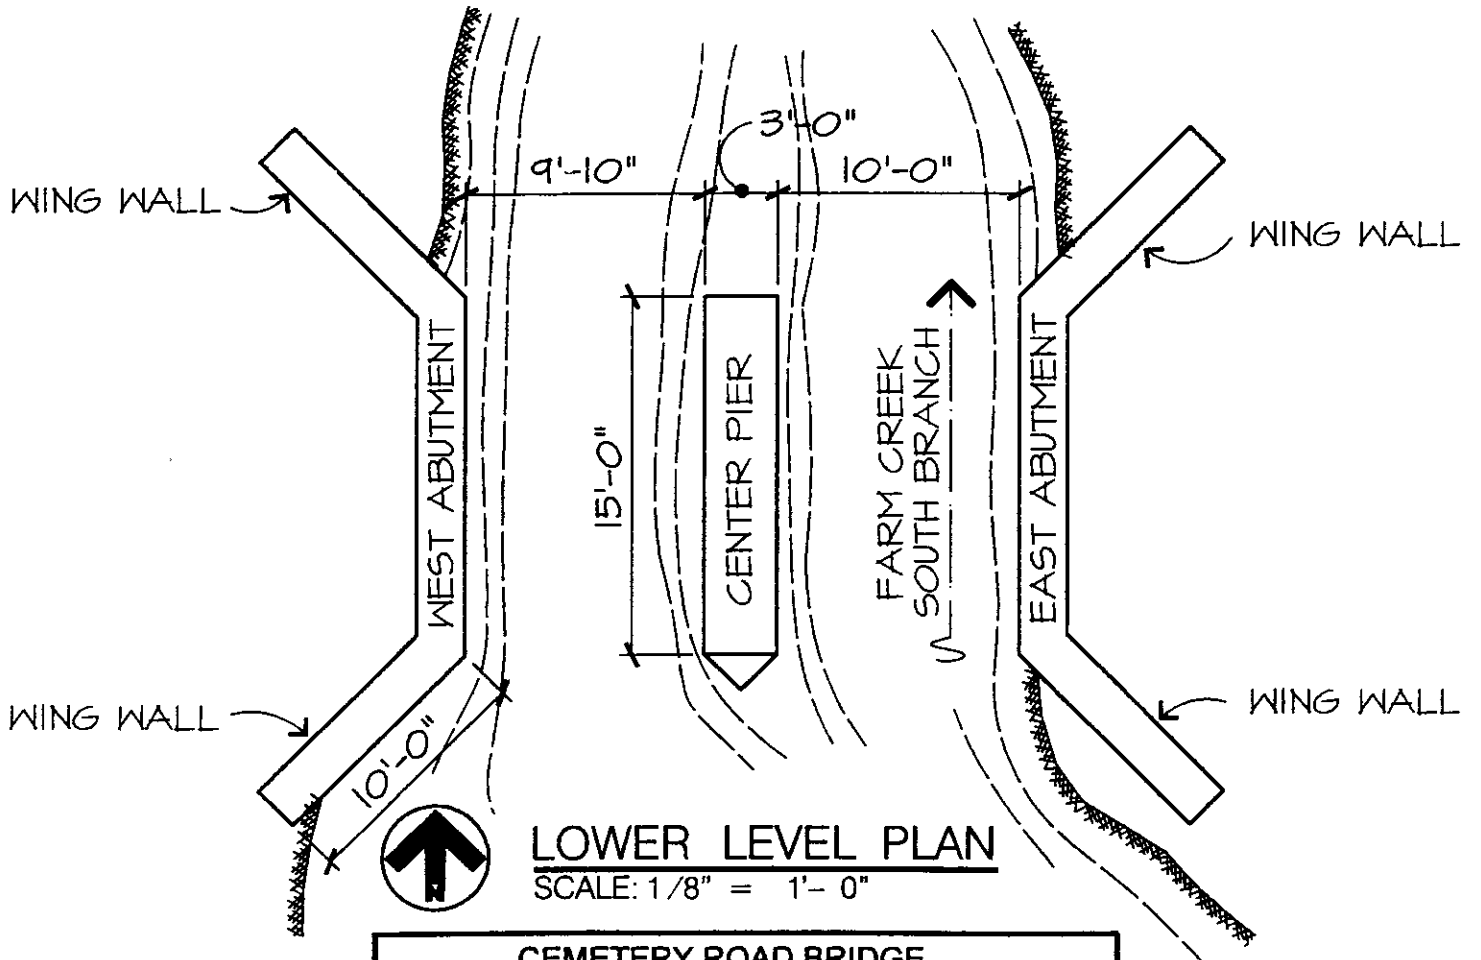 3'-0"
9'-10"
10'-0"
WING WALL
WING WALL
WEST ABUTMENT
15'-0"
CENTER PIER
FARM CREEK
SOUTH BRANCH
EAST ABUTMENT
WING WALL
WING WALL
10'-0"
N
LOWER LEVEL PLAN
SCALE: 1/8" = 1'- 0"
CEMETERY ROAD BRIDGE